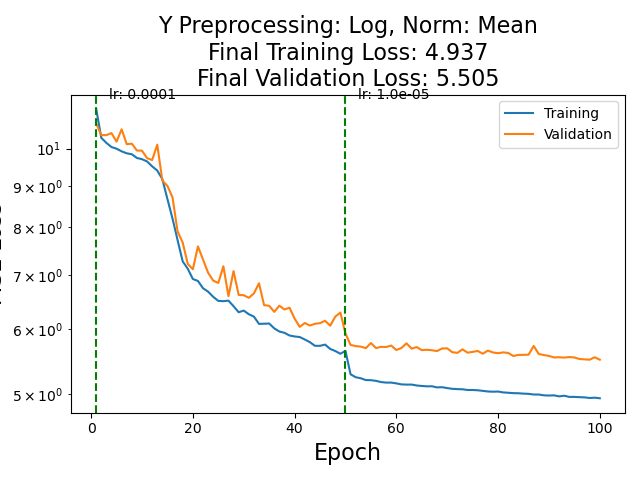 Y Preprocessing: Log, Norm: Mean
Final Training Loss: 4.937
Final Validation Loss: 5.505
lr: 0.0001
lr: 1.0e-05
Training
Validation
10¹
9 × 10⁰
8 × 10⁰
7 × 10⁰
6 × 10⁰
5 × 10⁰
0 20 40 60 80 100
Epoch